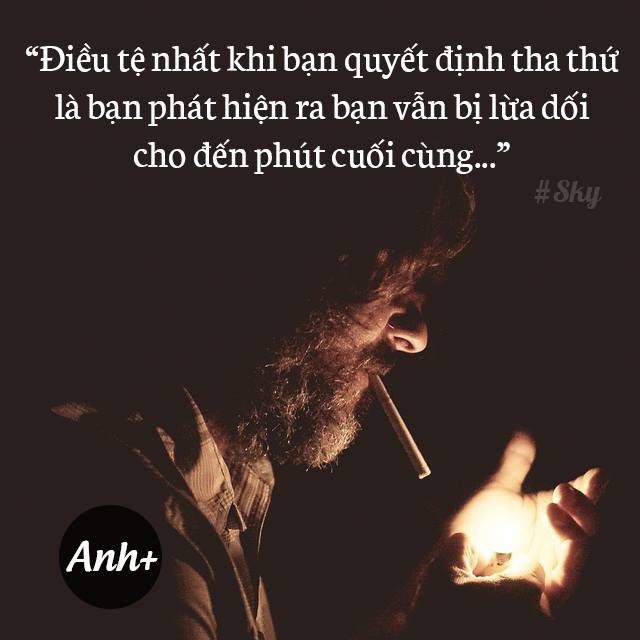 “Điều tệ nhất khi bạn quyết định tha thứ
là bạn phát hiện ra bạn vẫn bị lừa dối
cho đến phút cuối cùng...”
#Sky
Anh+